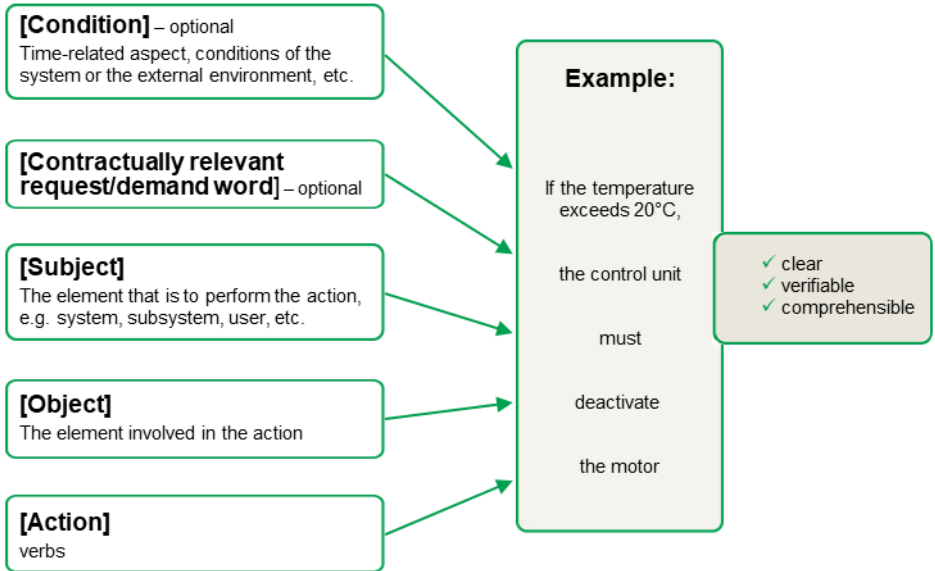 [Condition] – optional
Time-related aspect, conditions of the
system or the external environment, etc.
[Contractually relevant
request/demand word] – optional
[Subject]
The element that is to perform the action,
e.g. system, subsystem, user, etc.
[Object]
The element involved in the action
[Action]
verbs
Example:
If the temperature
exceeds 20°C,
the control unit
must
deactivate
the motor
✓ clear
✓ verifiable
✓ comprehensible